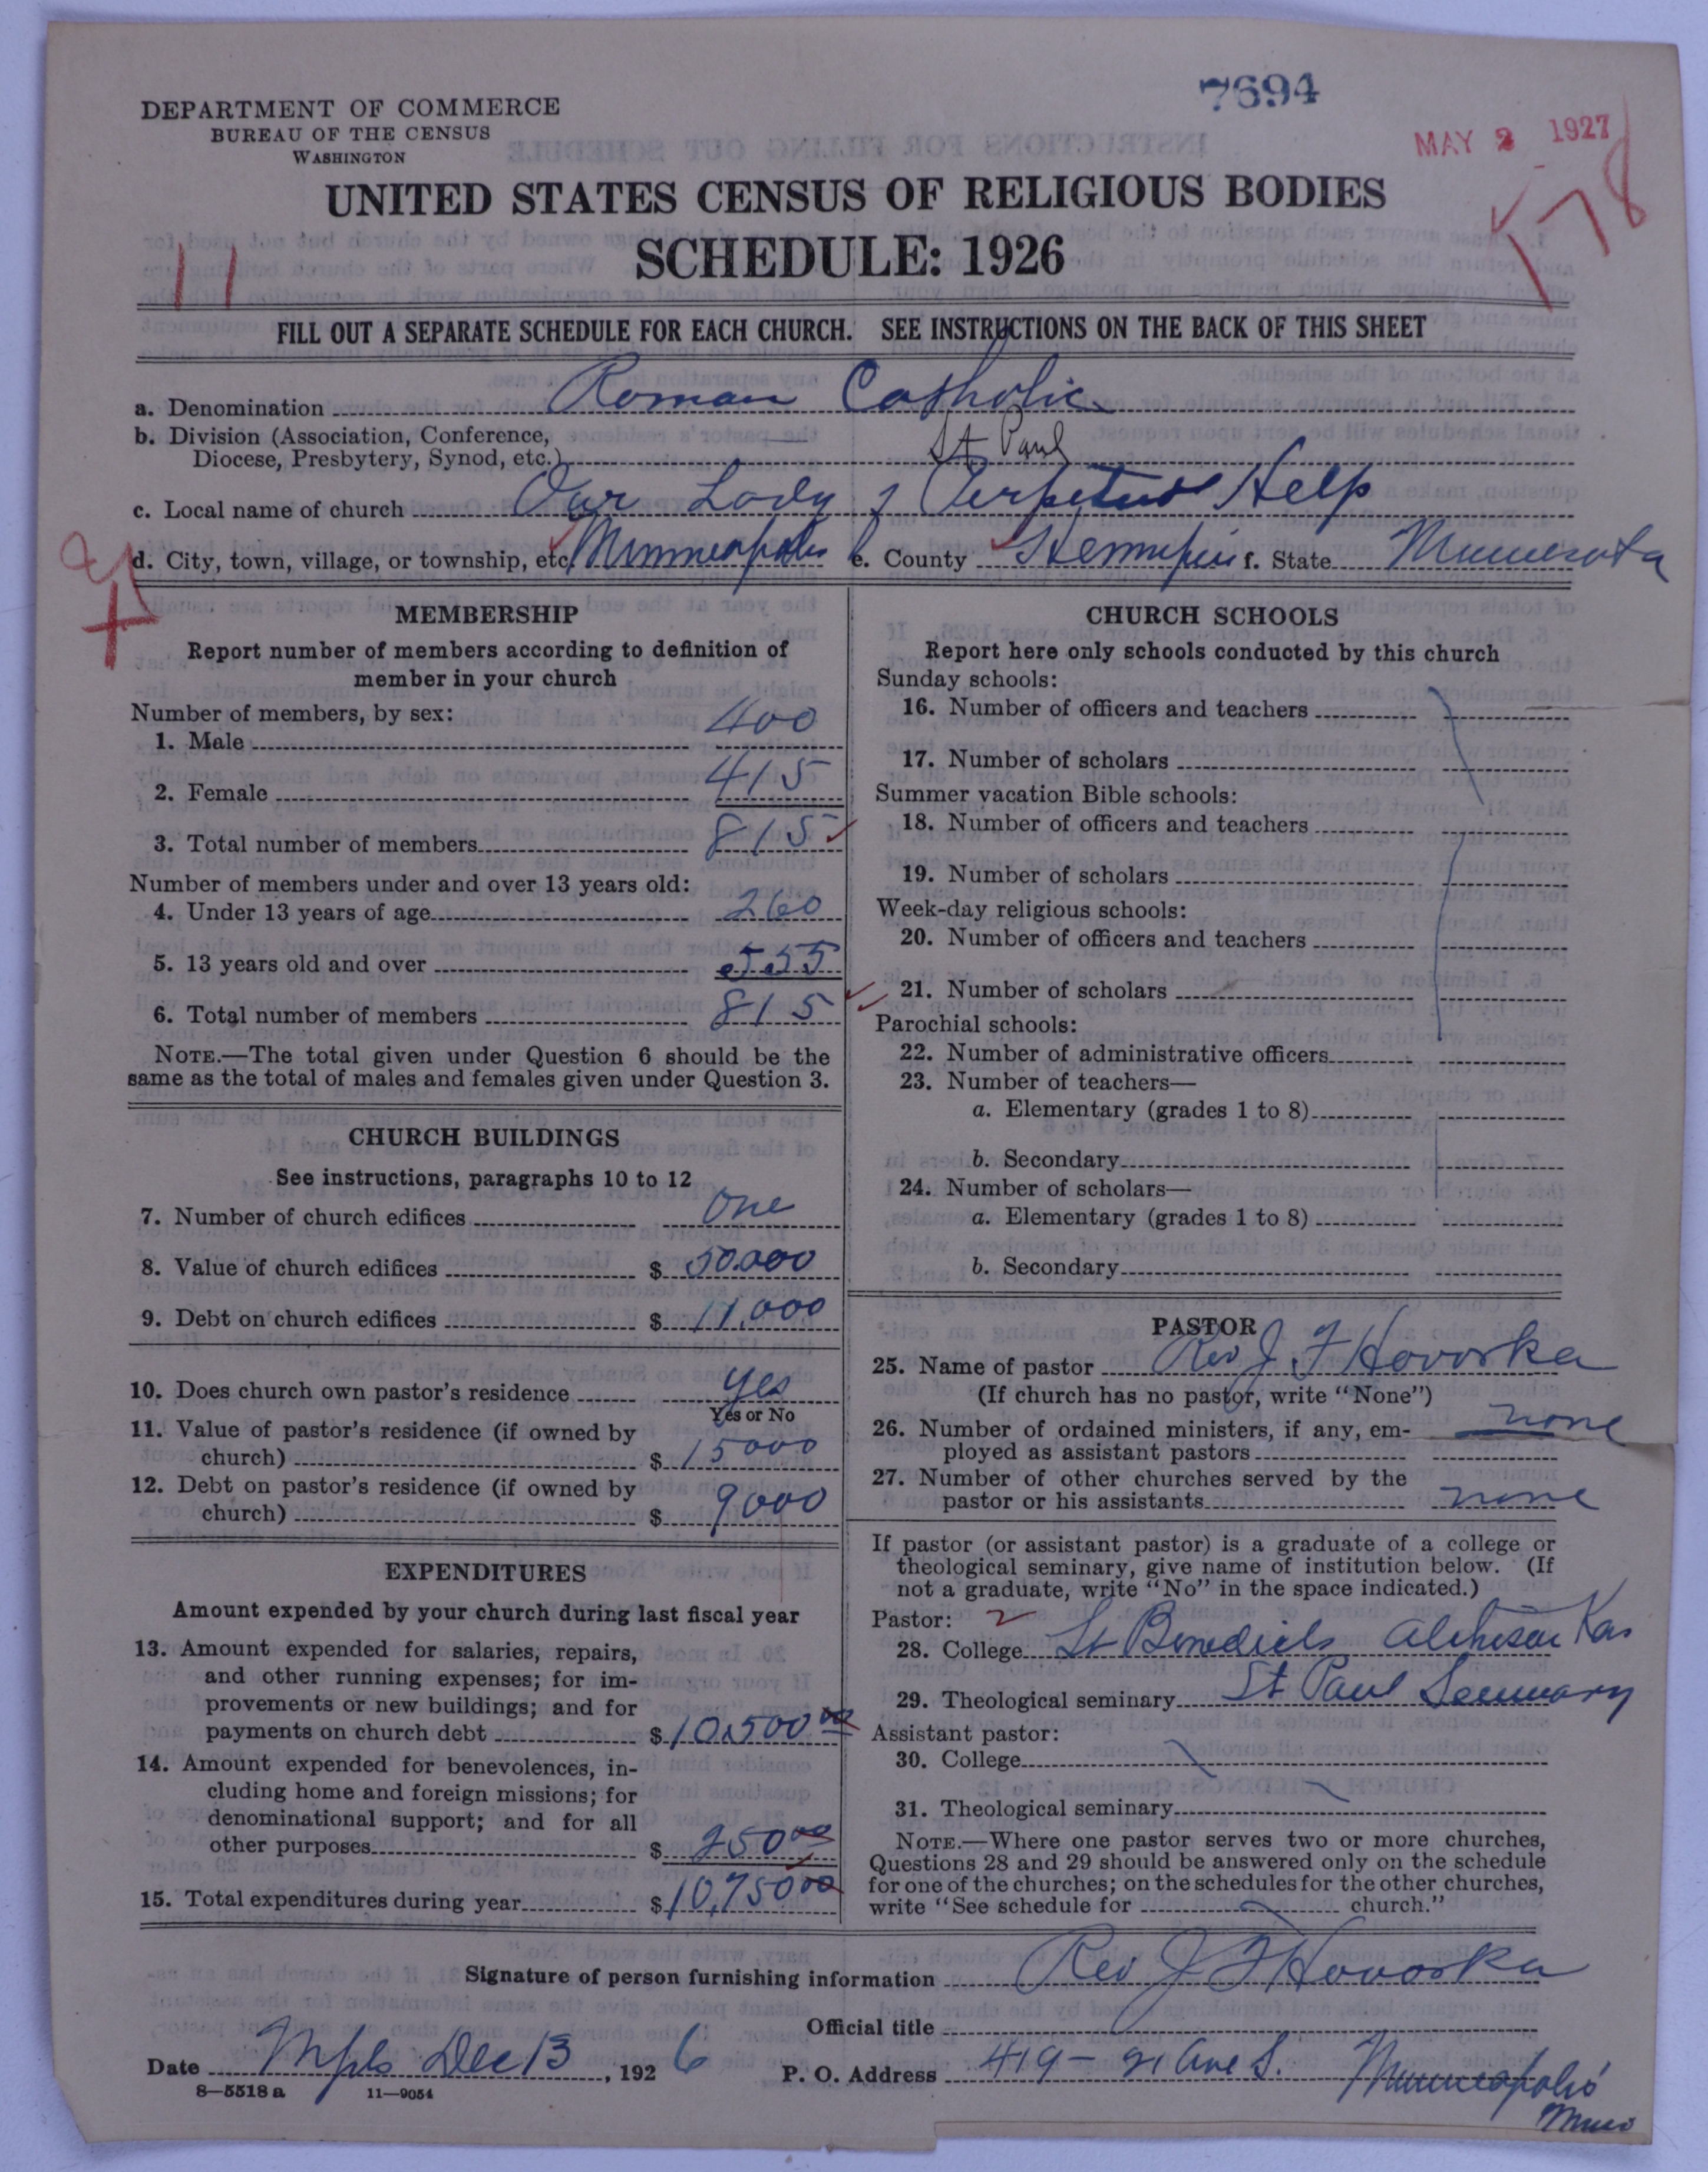 7694
DEPARTMENT OF COMMERCE
BUREAU OF THE CENSUS
WASHINGTON
MAY 2 1927
178
UNITED STATES CENSUS OF RELIGIOUS BODIES
SCHEDULE: 1926
11
FILL OUT A SEPARATE SCHEDULE FOR EACH CHURCH. SEE INSTRUCTIONS ON THE BACK OF THIS SHEET
a. Denomination Roman Catholic
b. Division (Association, Conference,
Diocese, Presbytery, Synod, etc.) St Paul
c. Local name of church Our Lady of Perpetual Help
d. City, town, village, or township, etc. Minneapolis e. County Hennepin f. State Minnesota
MEMBERSHIP
Report number of members according to definition of
member in your church
Number of members, by sex:
1. Male 400
2. Female 415
3. Total number of members 815
Number of members under and over 13 years old:
4. Under 13 years of age 260
5. 13 years old and over 555
6. Total number of members 815
NOTE.—The total given under Question 6 should be the
same as the total of males and females given under Question 3.
CHURCH BUILDINGS
See instructions, paragraphs 10 to 12
7. Number of church edifices One
8. Value of church edifices $ 50.000
9. Debt on church edifices $ 11,000
10. Does church own pastor's residence Yes
Yes or No
11. Value of pastor's residence (if owned by
church) $ 15000
12. Debt on pastor's residence (if owned by
church) $ 9000
EXPENDITURES
Amount expended by your church during last fiscal year
13. Amount expended for salaries, repairs,
and other running expenses; for im-
provements or new buildings; and for
payments on church debt $ 10,500 00
14. Amount expended for benevolences, in-
cluding home and foreign missions; for
denominational support; and for all
other purposes $ 250 00
15. Total expenditures during year $ 10,750 00
CHURCH SCHOOLS
Report here only schools conducted by this church
Sunday schools:
16. Number of officers and teachers
17. Number of scholars
Summer vacation Bible schools:
18. Number of officers and teachers
19. Number of scholars
Week-day religious schools:
20. Number of officers and teachers
21. Number of scholars
Parochial schools:
22. Number of administrative officers
23. Number of teachers—
a. Elementary (grades 1 to 8)
b. Secondary
24. Number of scholars—
a. Elementary (grades 1 to 8)
b. Secondary
PASTOR
25. Name of pastor Rev J F Hovorka
(If church has no pastor, write "None")
26. Number of ordained ministers, if any, em-
ployed as assistant pastors none
27. Number of other churches served by the
pastor or his assistants none
If pastor (or assistant pastor) is a graduate of a college or
theological seminary, give name of institution below. (If
not a graduate, write "No" in the space indicated.)
Pastor: 2
28. College St Benedicts Atchison Kas
29. Theological seminary St Paul Seminary
Assistant pastor:
30. College
31. Theological seminary
NOTE.—Where one pastor serves two or more churches,
Questions 28 and 29 should be answered only on the schedule
for one of the churches; on the schedules for the other churches,
write "See schedule for church."
Signature of person furnishing information Rev J F Hovorka
Official title
Date Mpls Dec 13, 1926 P. O. Address 419 - 21 Ave S. Minneapolis
Minn
8—5518 a 11—9054